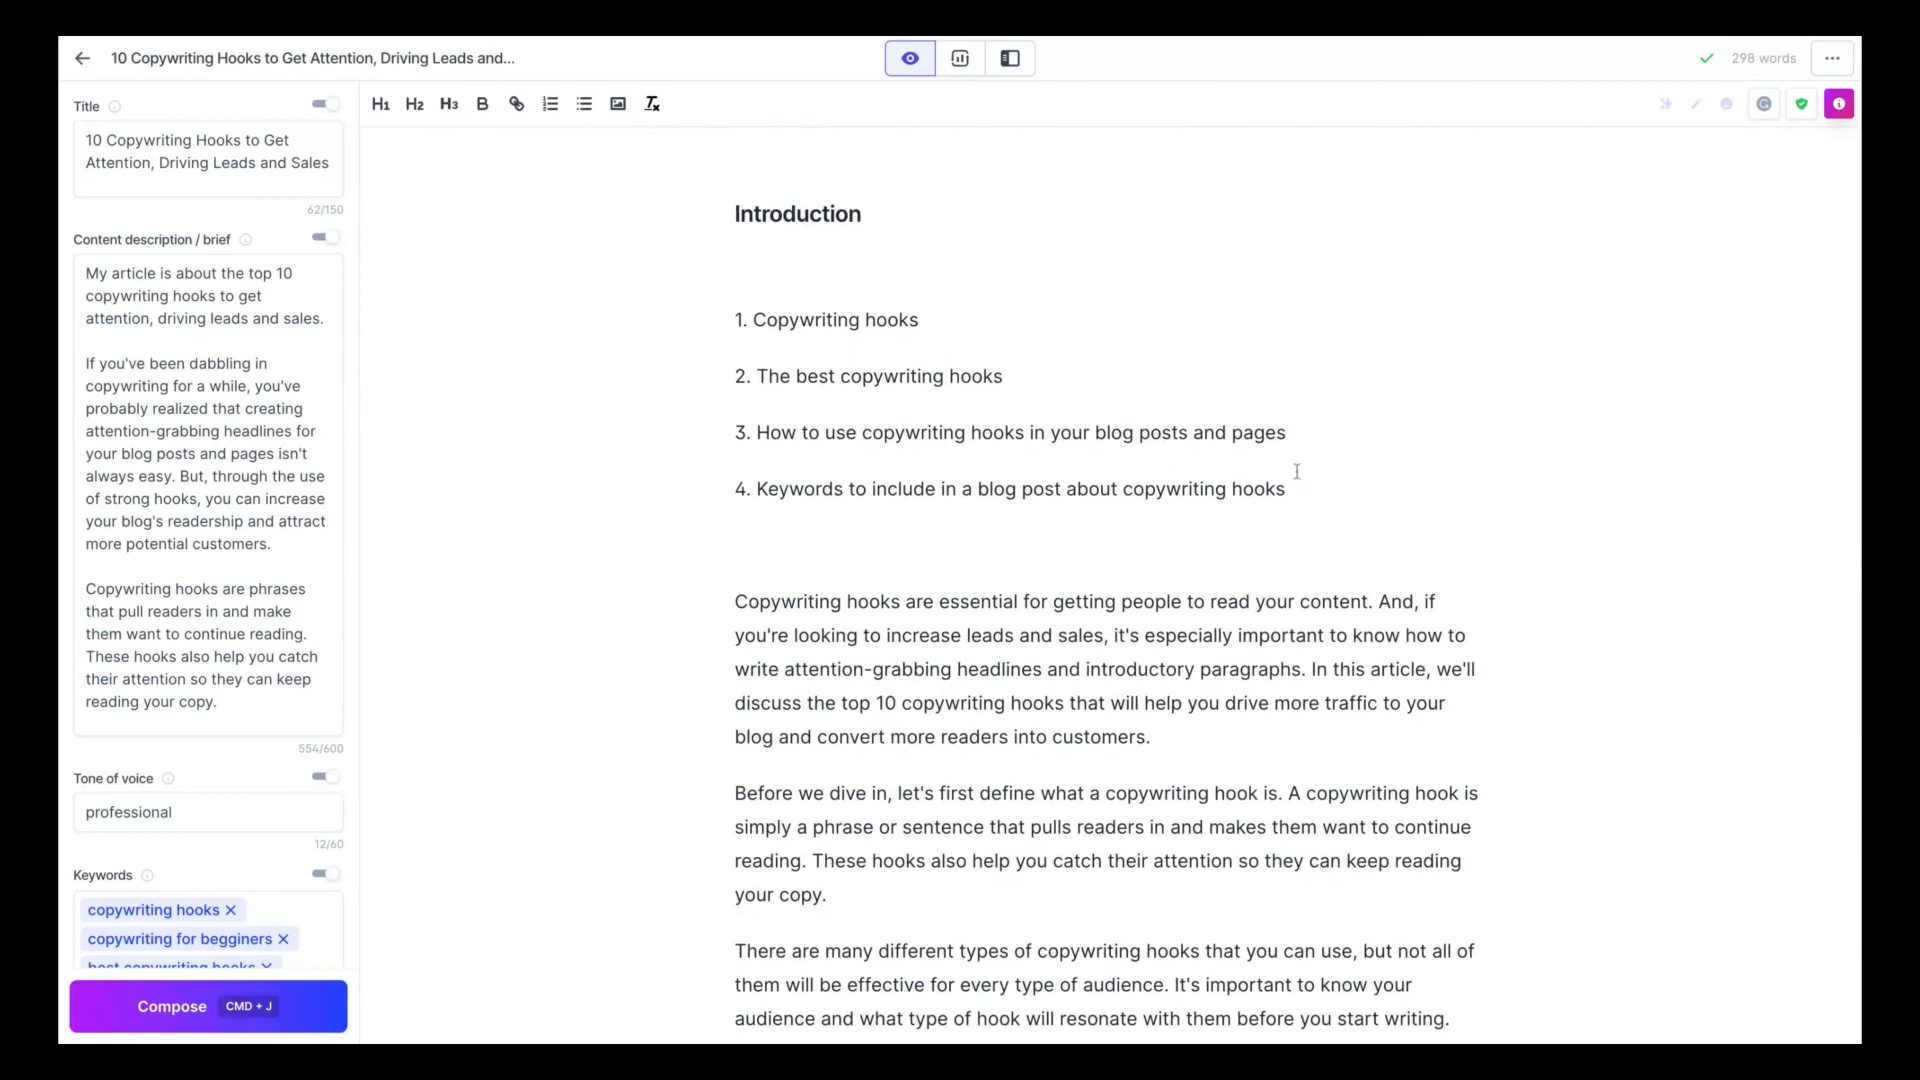 10 Copywriting Hooks to Get Attention, Driving Leads and...
298 words
Title
10 Copywriting Hooks to Get
Attention, Driving Leads and Sales
62/150
Content description / brief
My article is about the top 10
copywriting hooks to get
attention, driving leads and sales.
If you've been dabbling in
copywriting for a while, you've
probably realized that creating
attention-grabbing headlines for
your blog posts and pages isn't
always easy. But, through the use
of strong hooks, you can increase
your blog's readership and attract
more potential customers.
Copywriting hooks are phrases
that pull readers in and make
them want to continue reading.
These hooks also help you catch
their attention so they can keep
reading your copy.
554/600
Tone of voice
professional
12/60
Keywords
copywriting hooks
copywriting for begginers
best copywriting hooks
Compose CMD + J
H1 H2 H3 B
Introduction
1. Copywriting hooks
2. The best copywriting hooks
3. How to use copywriting hooks in your blog posts and pages
4. Keywords to include in a blog post about copywriting hooks
Copywriting hooks are essential for getting people to read your content. And, if
you're looking to increase leads and sales, it's especially important to know how to
write attention-grabbing headlines and introductory paragraphs. In this article, we'll
discuss the top 10 copywriting hooks that will help you drive more traffic to your
blog and convert more readers into customers.
Before we dive in, let's first define what a copywriting hook is. A copywriting hook is
simply a phrase or sentence that pulls readers in and makes them want to continue
reading. These hooks also help you catch their attention so they can keep reading
your copy.
There are many different types of copywriting hooks that you can use, but not all of
them will be effective for every type of audience. It's important to know your
audience and what type of hook will resonate with them before you start writing.